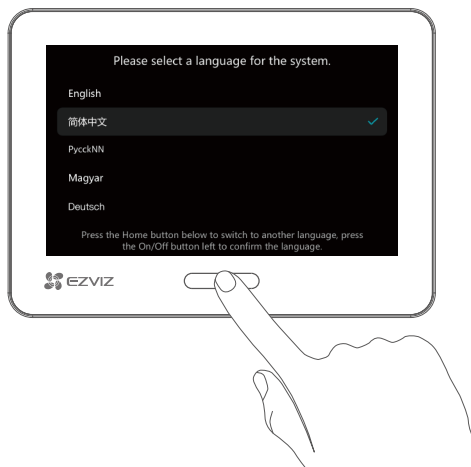 Please select a language for the system.
English
简体中文
PycckNN
Magyar
Deutsch
Press the Home button below to switch to another language, press
the On/Off button left to confirm the language.
EZVIZ